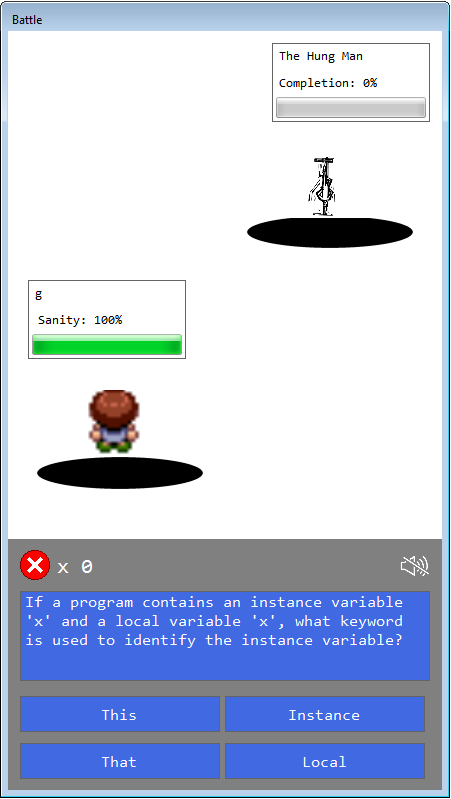 Battle
The Hung Man
Completion: 0%
g
Sanity: 100%
x 0
If a program contains an instance variable
'x' and a local variable 'x', what keyword
is used to identify the instance variable?
This
Instance
That
Local